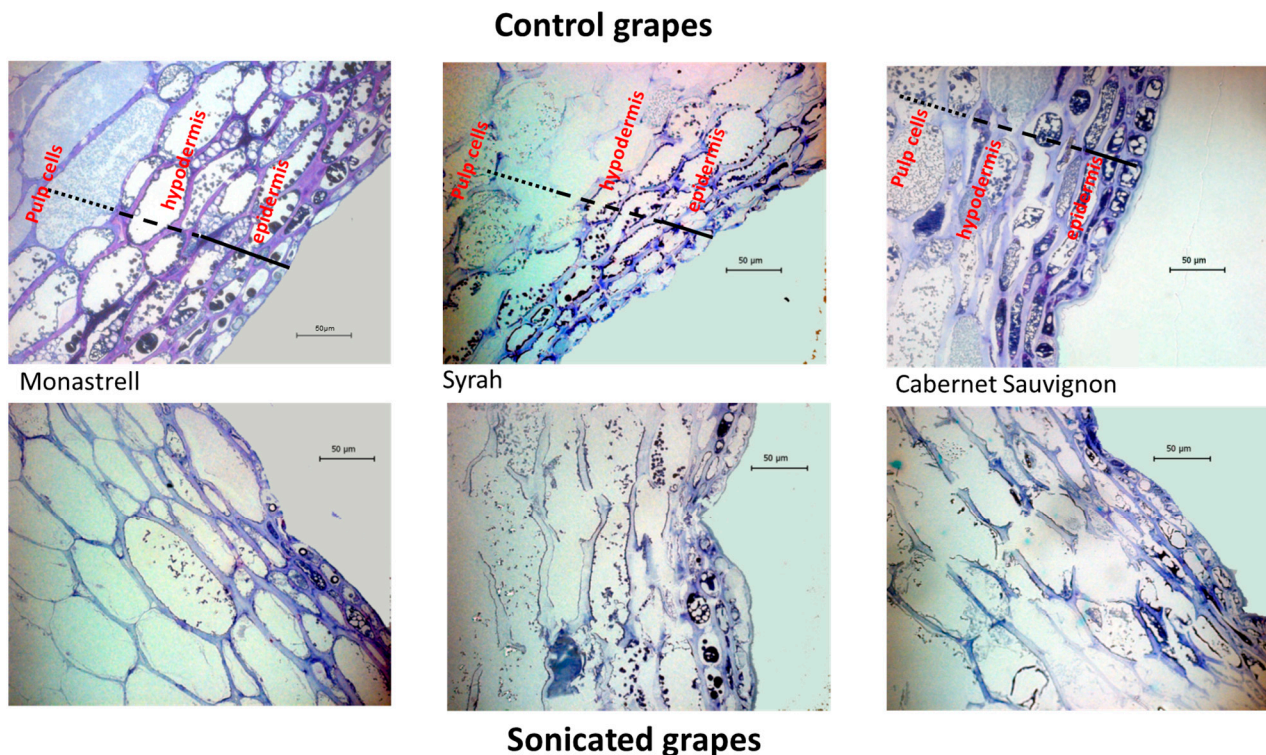 Control grapes
Pulp cells
hypodermis
epidermis
50µm
Pulp cells
hypodermis
epidermis
50 µm
Pulp cells
hypodermis
epidermis
50 µm
Monastrell
Syrah
Cabernet Sauvignon
50 µm
50 µm
50 µm
Sonicated grapes